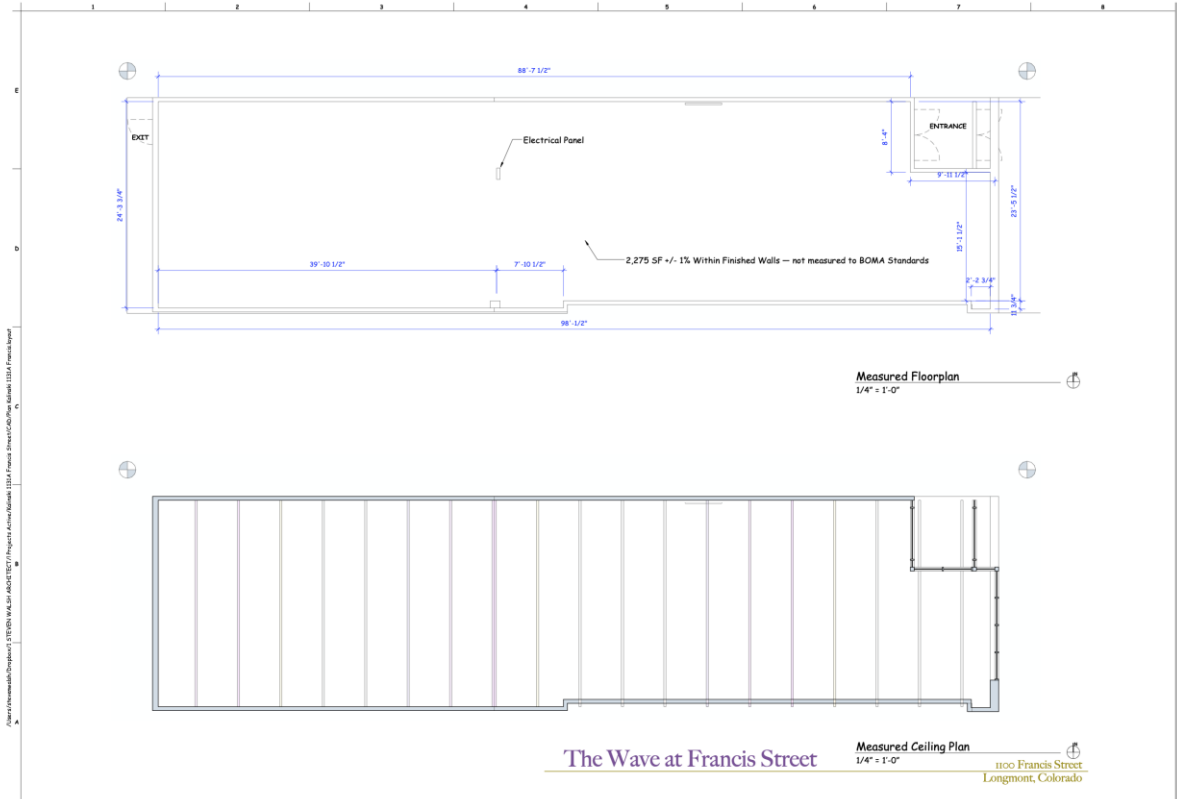 1 2 3 4 5 6 7 8
E
88'-7 1/2"
EXIT
ENTRANCE
Electrical Panel
8'-4"
9'-11 1/2"
24'-3 3/4"
23'-5 1/2"
15'-1 1/2"
D
2,275 SF +/- 1% Within Finished Walls — not measured to BOMA Standards
39'-10 1/2"
7'-10 1/2"
2'-2 3/4"
11 3/4"
98'-1/2"
Measured Floorplan
N
1/4" = 1'-0"
C
B
A
Measured Ceiling Plan
N
1/4" = 1'-0"
The Wave at Francis Street
1100 Francis Street
Longmont, Colorado